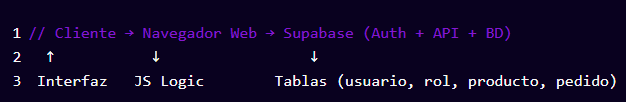 1 // Cliente → Navegador Web → Supabase (Auth + API + BD)
2 ↑ ↓ ↓
3 Interfaz JS Logic Tablas (usuario, rol, producto, pedido)